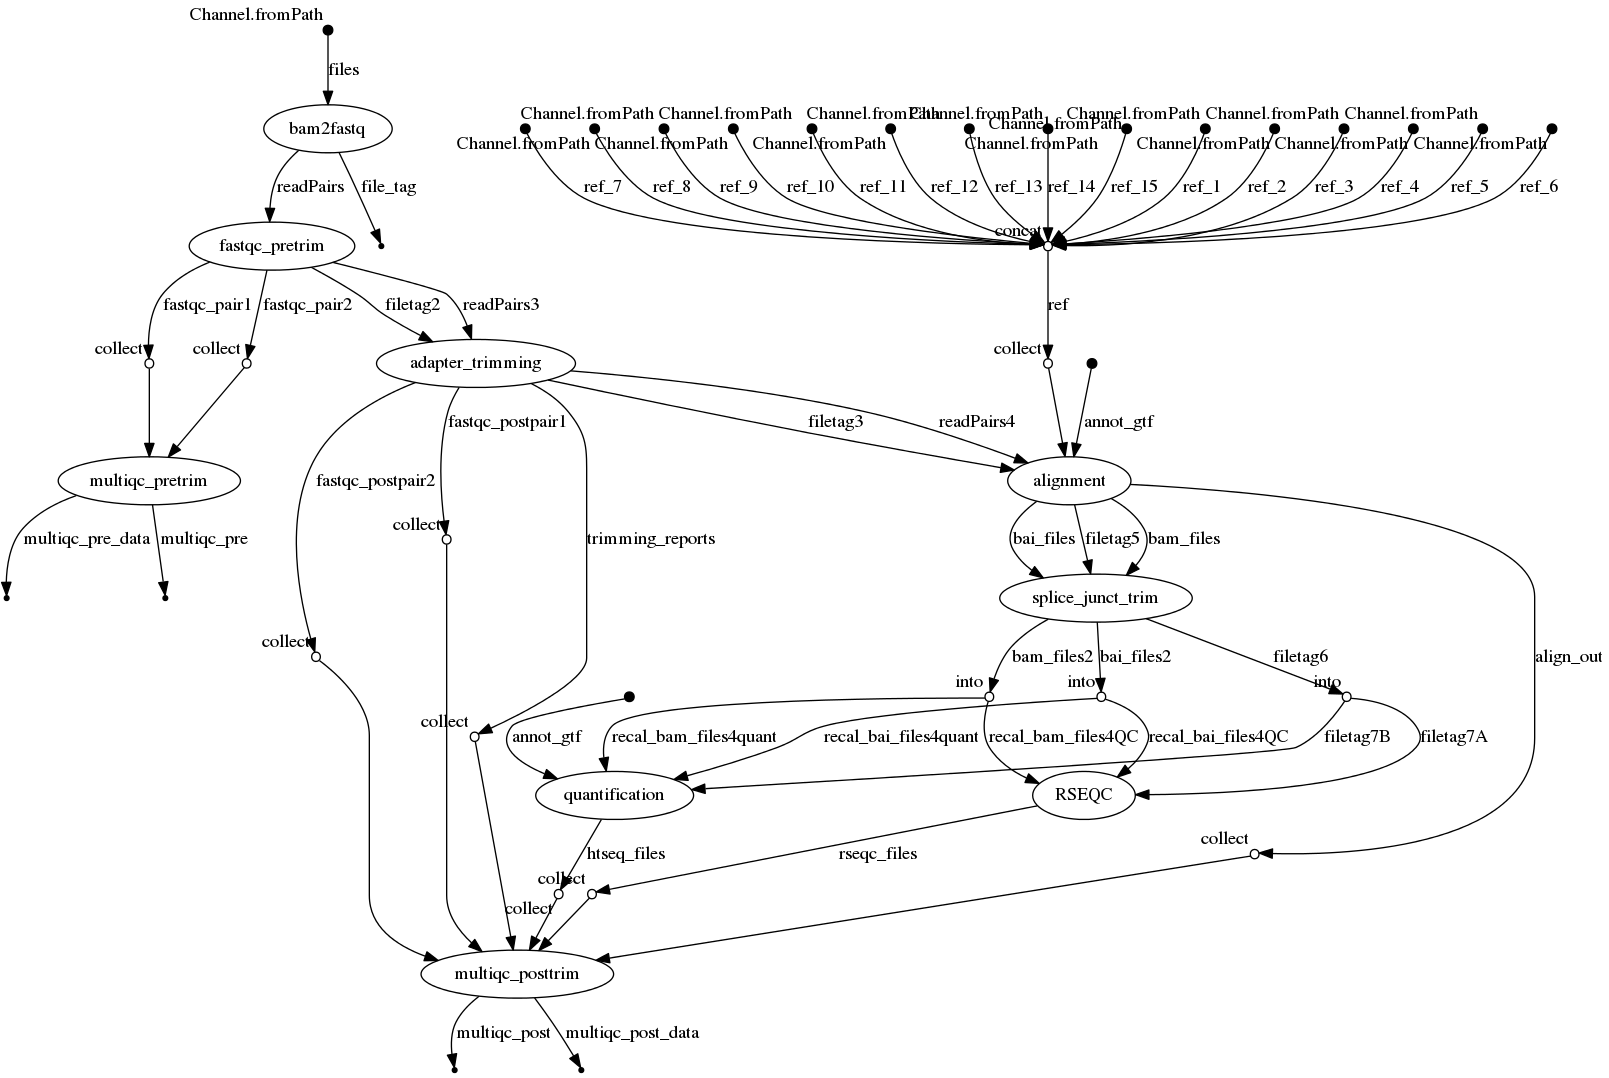 Channel.fromPath
files
bam2fastq
Channel.fromPath Channel.fromPath Channel.fromPath Channel.fromPath Channel.fromPath Channel.fromPath Channel.fromPath
Channel.fromPath
Channel.fromPath Channel.fromPath Channel.fromPath Channel.fromPath Channel.fromPath Channel.fromPath Channel.fromPath
readPairs file_tag ref_7 ref_8 ref_9 ref_10 ref_11 ref_12 ref_13 ref_14 ref_15 ref_1 ref_2 ref_3 ref_4 ref_5 ref_6
concat
fastqc_pretrim
fastqc_pair1 fastqc_pair2 filetag2 readPairs3 ref
collect collect collect
adapter_trimming
fastqc_postpair1 filetag3 readPairs4 annot_gtf
multiqc_pretrim fastqc_postpair2 alignment
collect
multiqc_pre_data multiqc_pre trimming_reports bai_files filetag5 bam_files
splice_junct_trim
collect
bam_files2 bai_files2 filetag6 align_out
into into into
collect
annot_gtf recal_bam_files4quant recal_bai_files4quant recal_bam_files4QC recal_bai_files4QC filetag7B filetag7A
quantification RSEQC
collect
htseq_files rseqc_files
collect
collect
multiqc_posttrim
multiqc_post multiqc_post_data